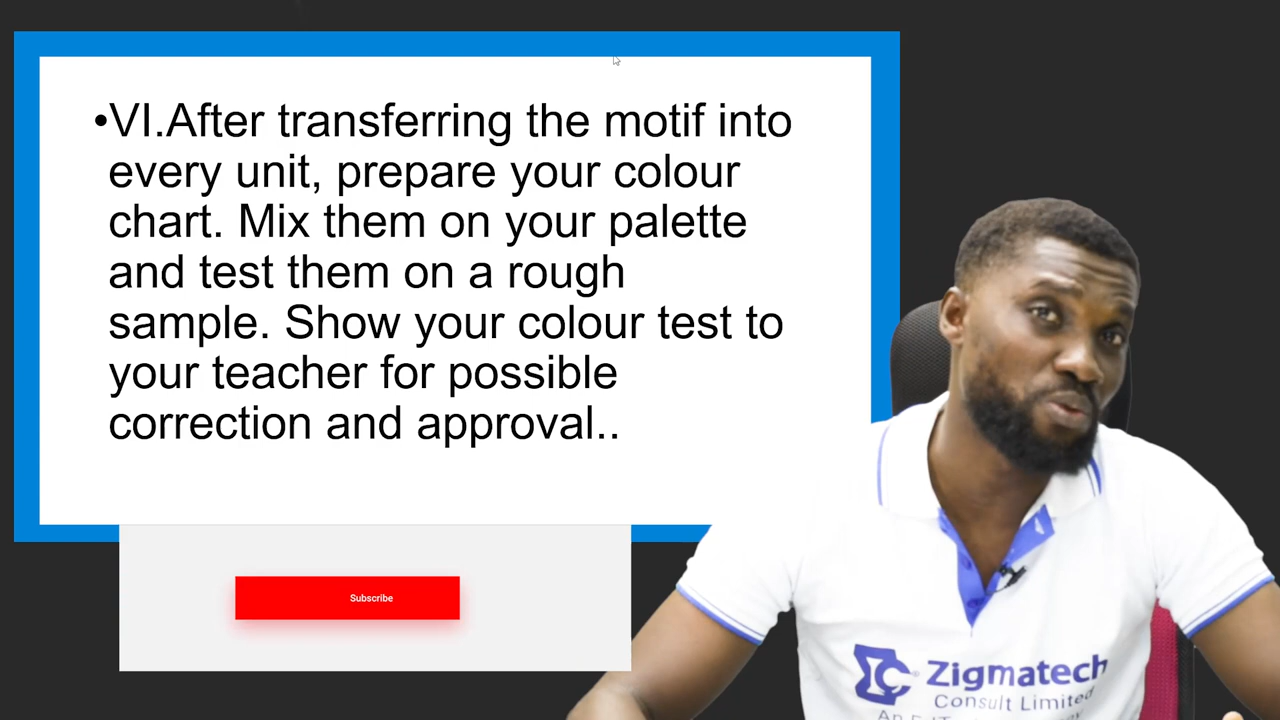 •VI.After transferring the motif into
every unit, prepare your colour
chart. Mix them on your palette
and test them on a rough
sample. Show your colour test to
your teacher for possible
correction and approval..
Subscribe
Zigmatech
Consult Limited